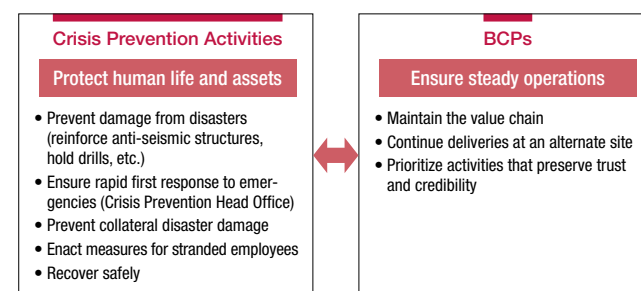 Crisis Prevention Activities
Protect human life and assets
• Prevent damage from disasters
(reinforce anti-seismic structures,
hold drills, etc.)
• Ensure rapid first response to emer-
gencies (Crisis Prevention Head Office)
• Prevent collateral disaster damage
• Enact measures for stranded employees
• Recover safely
BCPs
Ensure steady operations
• Maintain the value chain
• Continue deliveries at an alternate site
• Prioritize activities that preserve trust
and credibility